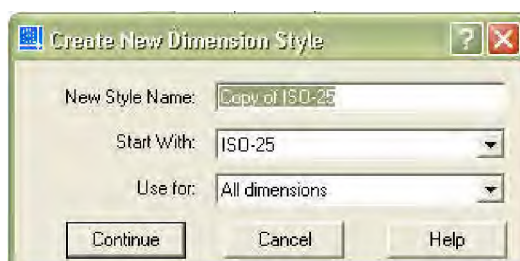 Create New Dimension Style
New Style Name: Copy of ISO-25
Start With: ISO-25
Use for: All dimensions
Continue Cancel Help